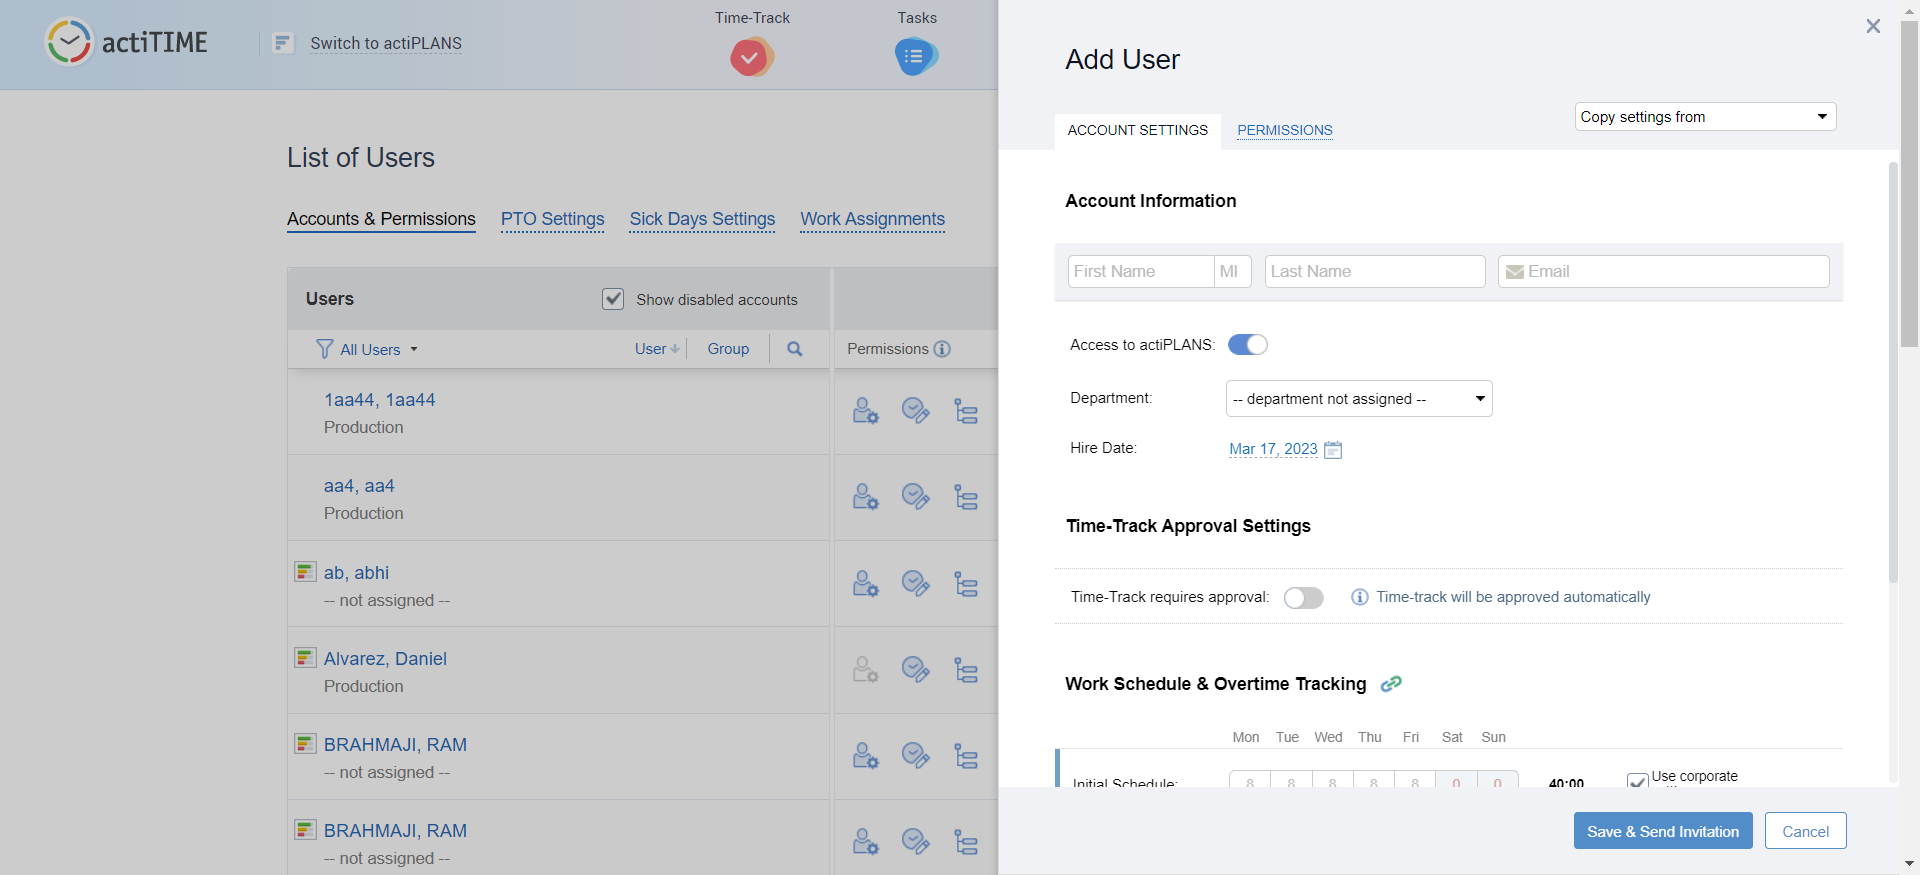 actiTIME
Switch to actiPLANS
Time-Track
Tasks
List of Users
Accounts & Permissions
PTO Settings
Sick Days Settings
Work Assignments
Users
Show disabled accounts
All Users
User
Group
Permissions
1aa44, 1aa44
Production
aa4, aa4
Production
ab, abhi
-- not assigned --
Alvarez, Daniel
Production
BRAHMAJI, RAM
-- not assigned --
BRAHMAJI, RAM
-- not assigned --
Add User
Copy settings from
ACCOUNT SETTINGS
PERMISSIONS
Account Information
First Name
MI
Last Name
Email
Access to actiPLANS:
Department:
-- department not assigned --
Hire Date:
Mar 17, 2023
Time-Track Approval Settings
Time-Track requires approval:
Time-track will be approved automatically
Work Schedule & Overtime Tracking
Mon Tue Wed Thu Fri Sat Sun
Initial Schedule:
8 8 8 8 8 0 0
40:00
Use corporate
Save & Send Invitation
Cancel